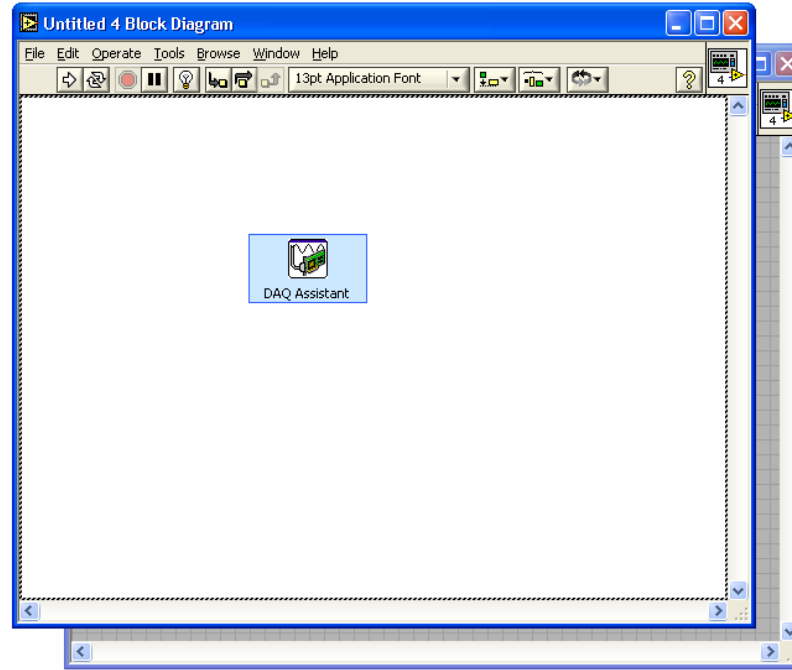 Untitled 4 Block Diagram
File Edit Operate Tools Browse Window Help
13pt Application Font
?
4
4
DAQ Assistant